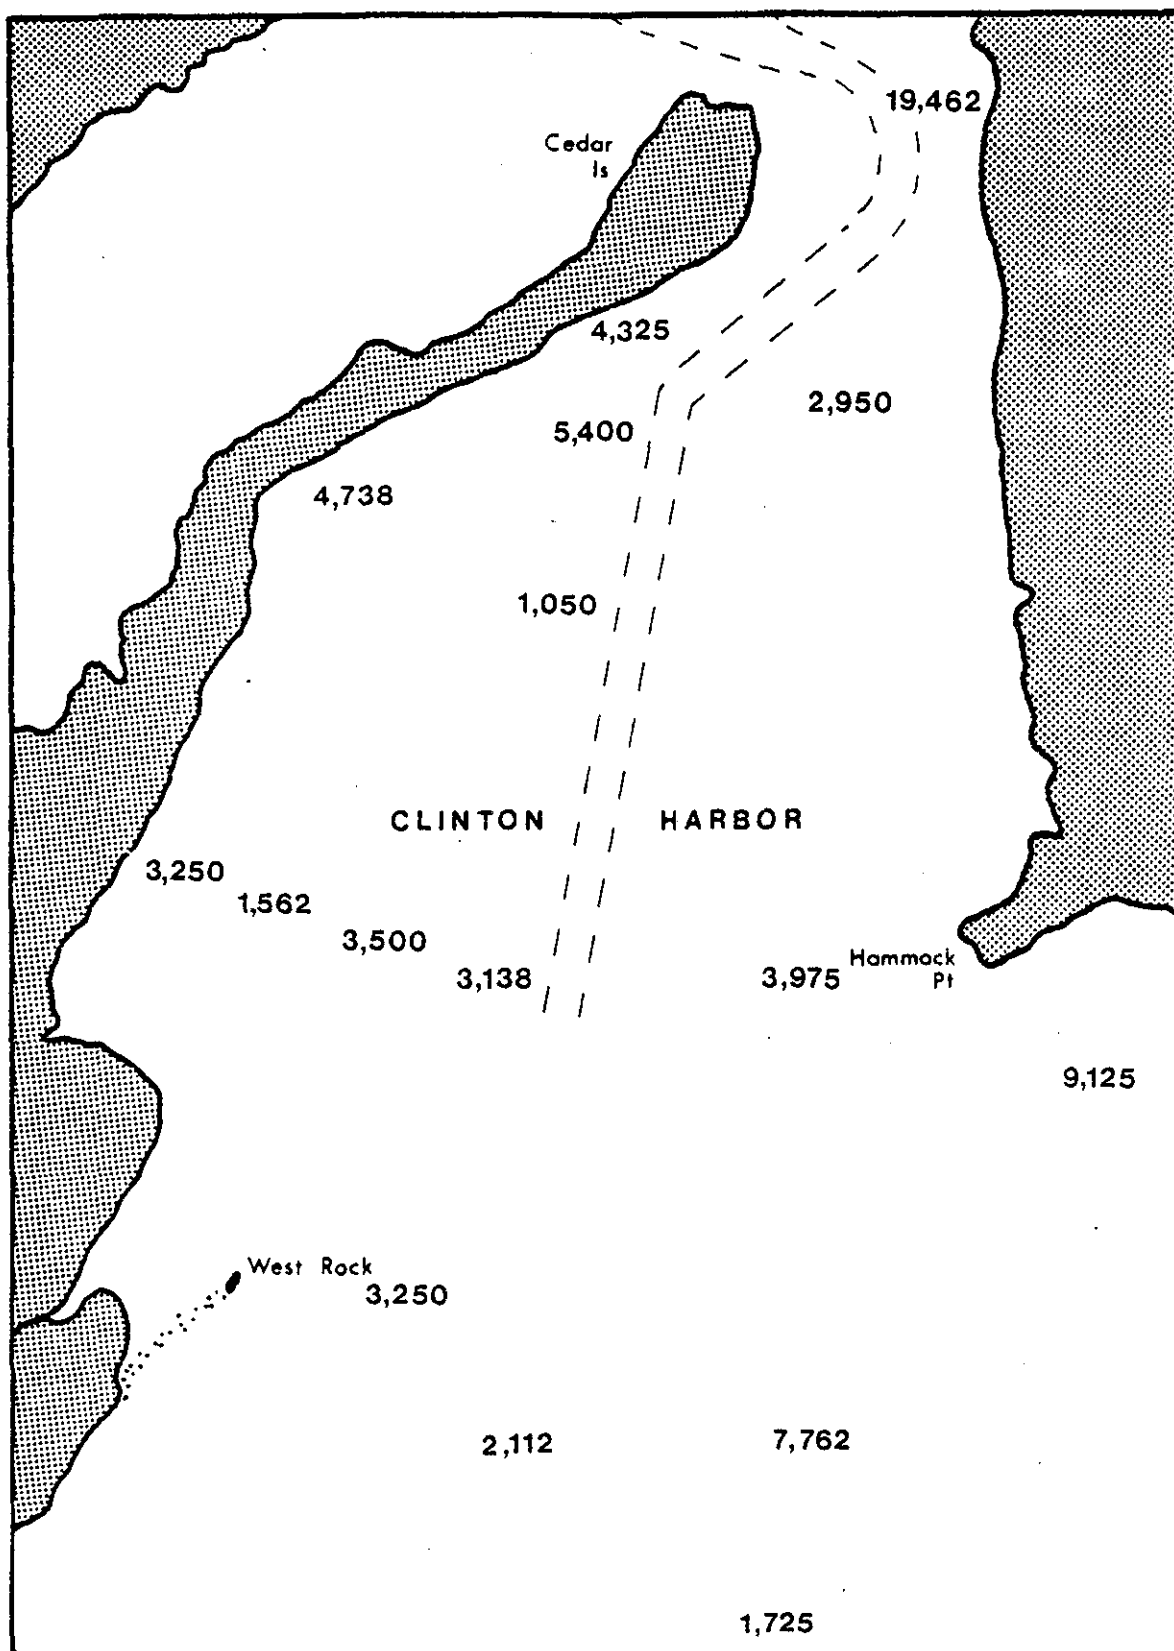 19,462
Cedar
Is
4,325
2,950
5,400
4,738
1,050
CLINTON HARBOR
3,250
1,562
3,500
3,138
3,975
Hammock
Pt
9,125
West Rock
3,250
2,112
7,762
1,725